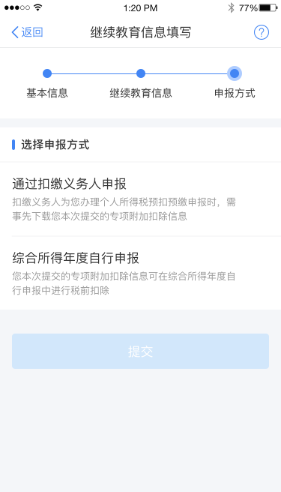 1:20 PM
77%
返回
继续教育信息填写
?
基本信息 继续教育信息 申报方式
选择申报方式
通过扣缴义务人申报
扣缴义务人为您办理个人所得税预扣预缴申报时，需
事先下载您本次提交的专项附加扣除信息
综合所得年度自行申报
您本次提交的专项附加扣除信息可在综合所得年度自
行申报中进行税前扣除
提交